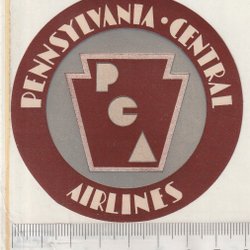 PENNSYLVANIA · CENTRAL
PCA
AIRLINES